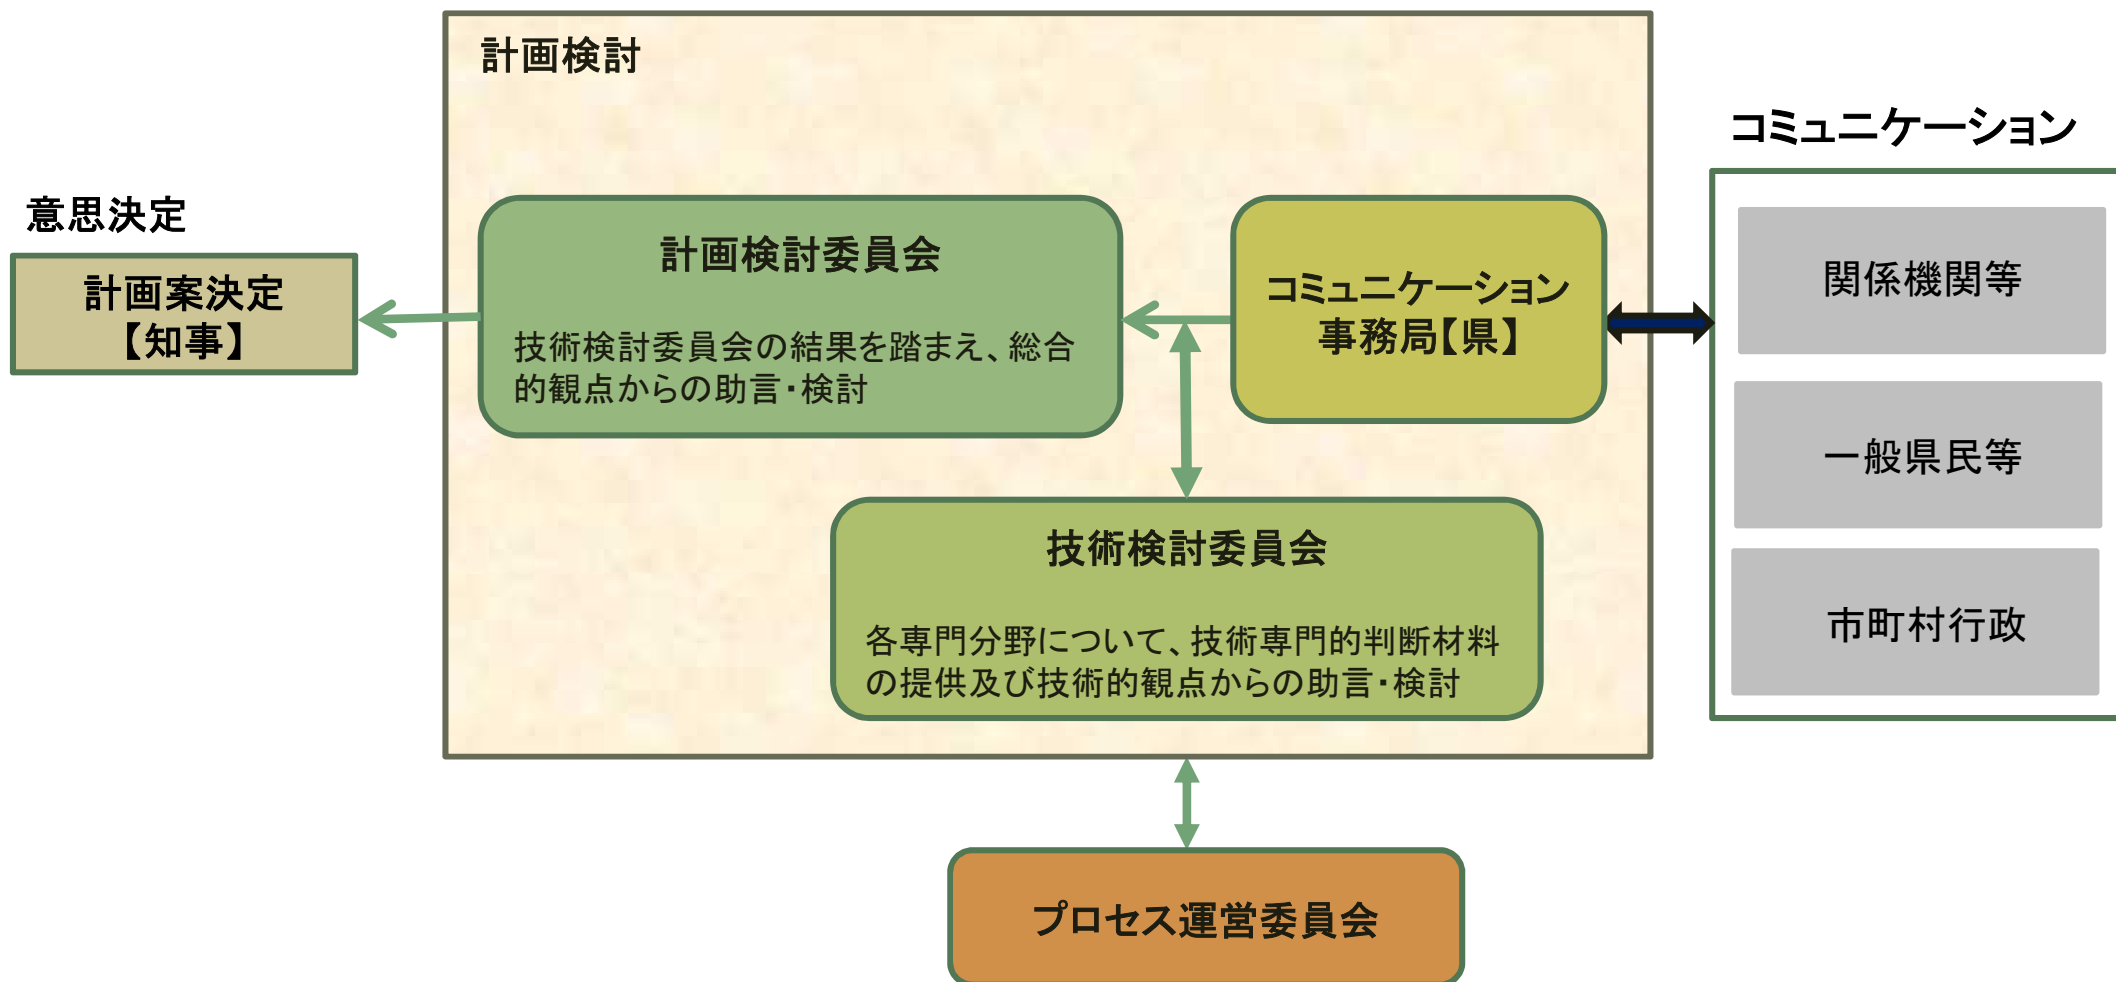 計画検討
コミュニケーション
意思決定
計画案決定
【知事】
計画検討委員会
技術検討委員会の結果を踏まえ、総合
的観点からの助言・検討
コミュニケーション
事務局【県】
関係機関等
一般県民等
市町村行政
技術検討委員会
各専門分野について、技術専門的判断材料
の提供及び技術的観点からの助言・検討
プロセス運営委員会